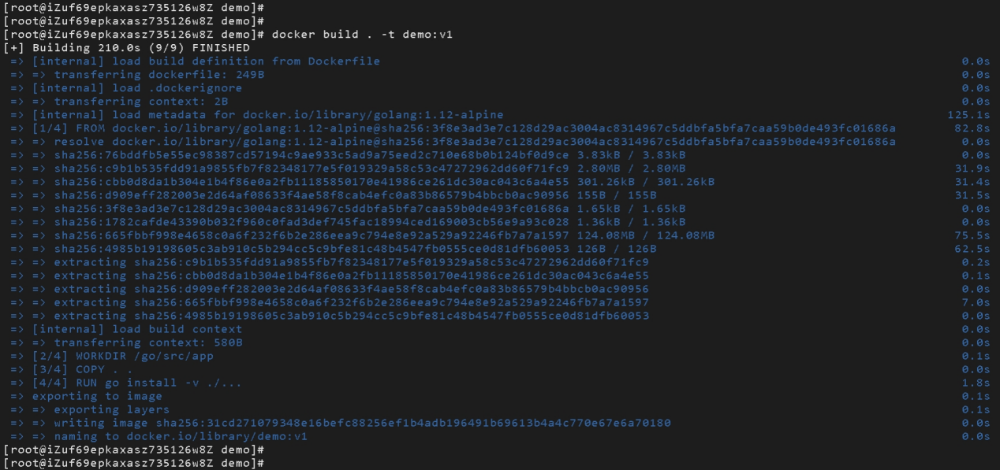 [root@iZuf69epkaxasz735126w8Z demo]#
[root@iZuf69epkaxasz735126w8Z demo]#
[root@iZuf69epkaxasz735126w8Z demo]# docker build . -t demo:v1
[+] Building 210.0s (9/9) FINISHED
=> [internal] load build definition from Dockerfile 0.0s
=> => transferring dockerfile: 249B 0.0s
=> [internal] load .dockerignore 0.0s
=> => transferring context: 2B 0.0s
=> [internal] load metadata for docker.io/library/golang:1.12-alpine 125.1s
=> [1/4] FROM docker.io/library/golang:1.12-alpine@sha256:3f8e3ad3e7c128d29ac3004ac8314967c5ddbfa5bfa7caa59b0de493fc01686a 82.8s
=> => resolve docker.io/library/golang:1.12-alpine@sha256:3f8e3ad3e7c128d29ac3004ac8314967c5ddbfa5bfa7caa59b0de493fc01686a 0.0s
=> => sha256:76bddfb5e55ec98387cd57194c9ae933c5ad9a75eed2c710e68b0b124bf0d9ce 3.83kB / 3.83kB 0.0s
=> => sha256:c9b1b535fdd91a9855fb7f82348177e5f019329a58c53c47272962dd60f71fc9 2.80MB / 2.80MB 31.9s
=> => sha256:cbb0d8da1b304e1b4f86e0a2fb11185850170e41986ce261dc30ac043c6a4e55 301.26kB / 301.26kB 31.4s
=> => sha256:d909eff282003e2d64af08633f4ae58f8cab4efc0a83b86579b4bbcb0ac90956 155B / 155B 31.5s
=> => sha256:3f8e3ad3e7c128d29ac3004ac8314967c5ddbfa5bfa7caa59b0de493fc01686a 1.65kB / 1.65kB 0.0s
=> => sha256:1782cafde43390b032f960c0fad3def745fac18994ced169003cb56e9a93c028 1.36kB / 1.36kB 0.0s
=> => sha256:665fbbf998e4658c0a6f232f6b2e286eea9c794e8e92a529a92246fb7a7a1597 124.08MB / 124.08MB 75.5s
=> => sha256:4985b19198605c3ab910c5b294cc5c9bfe81c48b4547fb0555ce0d81dfb60053 126B / 126B 62.5s
=> => extracting sha256:c9b1b535fdd91a9855fb7f82348177e5f019329a58c53c47272962dd60f71fc9 0.2s
=> => extracting sha256:cbb0d8da1b304e1b4f86e0a2fb11185850170e41986ce261dc30ac043c6a4e55 0.1s
=> => extracting sha256:d909eff282003e2d64af08633f4ae58f8cab4efc0a83b86579b4bbcb0ac90956 0.0s
=> => extracting sha256:665fbbf998e4658c0a6f232f6b2e286eea9c794e8e92a529a92246fb7a7a1597 7.0s
=> => extracting sha256:4985b19198605c3ab910c5b294cc5c9bfe81c48b4547fb0555ce0d81dfb60053 0.0s
=> [internal] load build context 0.0s
=> => transferring context: 580B 0.0s
=> [2/4] WORKDIR /go/src/app 0.1s
=> [3/4] COPY . . 0.0s
=> [4/4] RUN go install -v ./... 1.8s
=> exporting to image 0.1s
=> => exporting layers 0.1s
=> => writing image sha256:31cd271079348e16befc88256ef1b4adb196491b69613b4a4c770e67e6a70180 0.0s
=> => naming to docker.io/library/demo:v1 0.0s
[root@iZuf69epkaxasz735126w8Z demo]#
[root@iZuf69epkaxasz735126w8Z demo]#